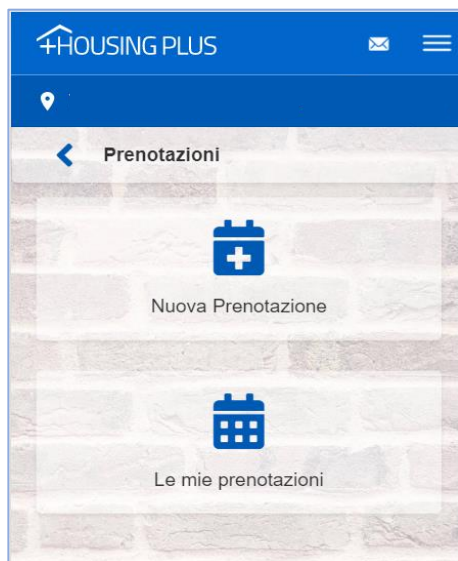 HOUSING PLUS
Prenotazioni
Nuova Prenotazione
Le mie prenotazioni